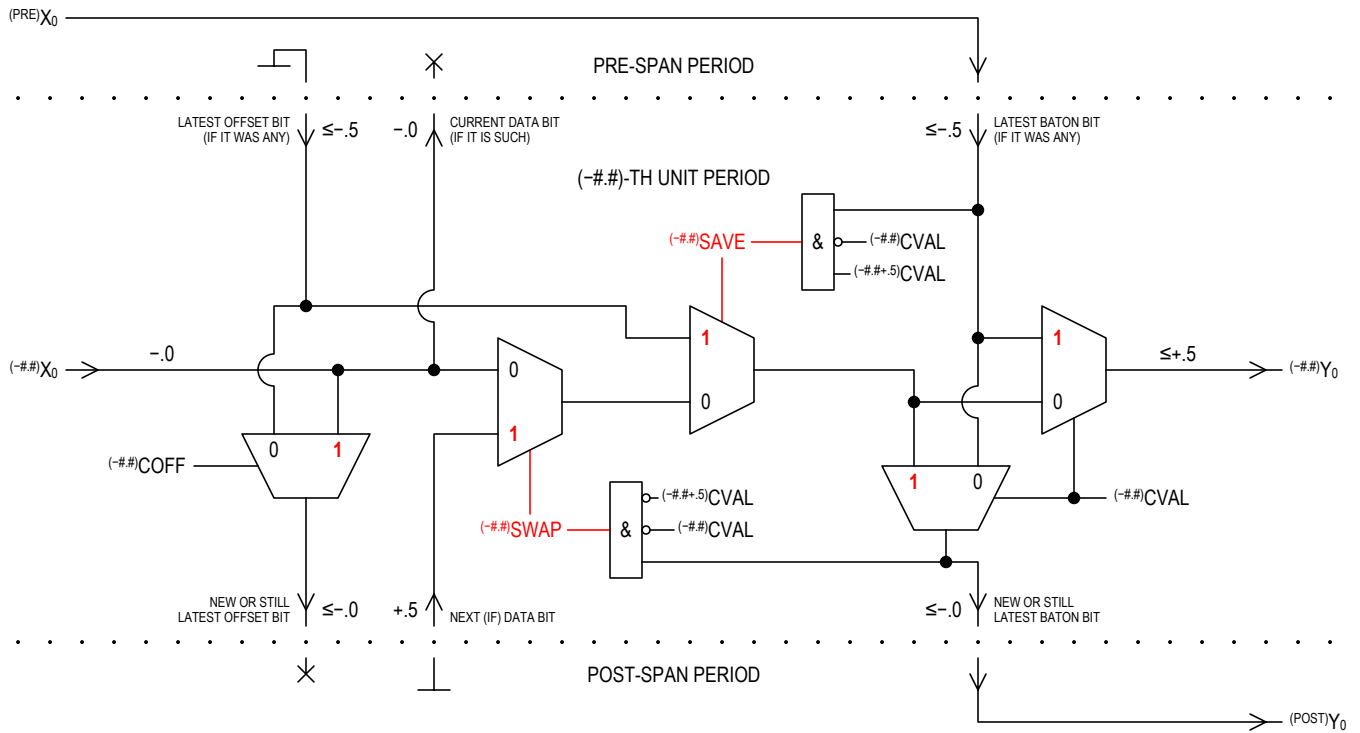 (PRE)X0
PRE-SPAN PERIOD
LATEST OFFSET BIT
(IF IT WAS ANY)
≤−.5
−.0
CURRENT DATA BIT
(IF IT IS SUCH)
≤−.5
LATEST BATON BIT
(IF IT WAS ANY)
(−#.#)-TH UNIT PERIOD
(−#.#)SAVE
&
(−#.#)CVAL
(−#.#+.5)CVAL
(−#.#)X0
−.0
0
1
1
0
1
0
≤+.5
(−#.#)Y0
0
1
(−#.#)COFF
1
0
(−#.#)CVAL
(−#.#)SWAP
&
(−#.#+.5)CVAL
(−#.#)CVAL
NEW OR STILL
LATEST OFFSET BIT
≤−.0
+.5
NEXT (IF) DATA BIT
≤−.0
NEW OR STILL
LATEST BATON BIT
POST-SPAN PERIOD
(POST)Y0